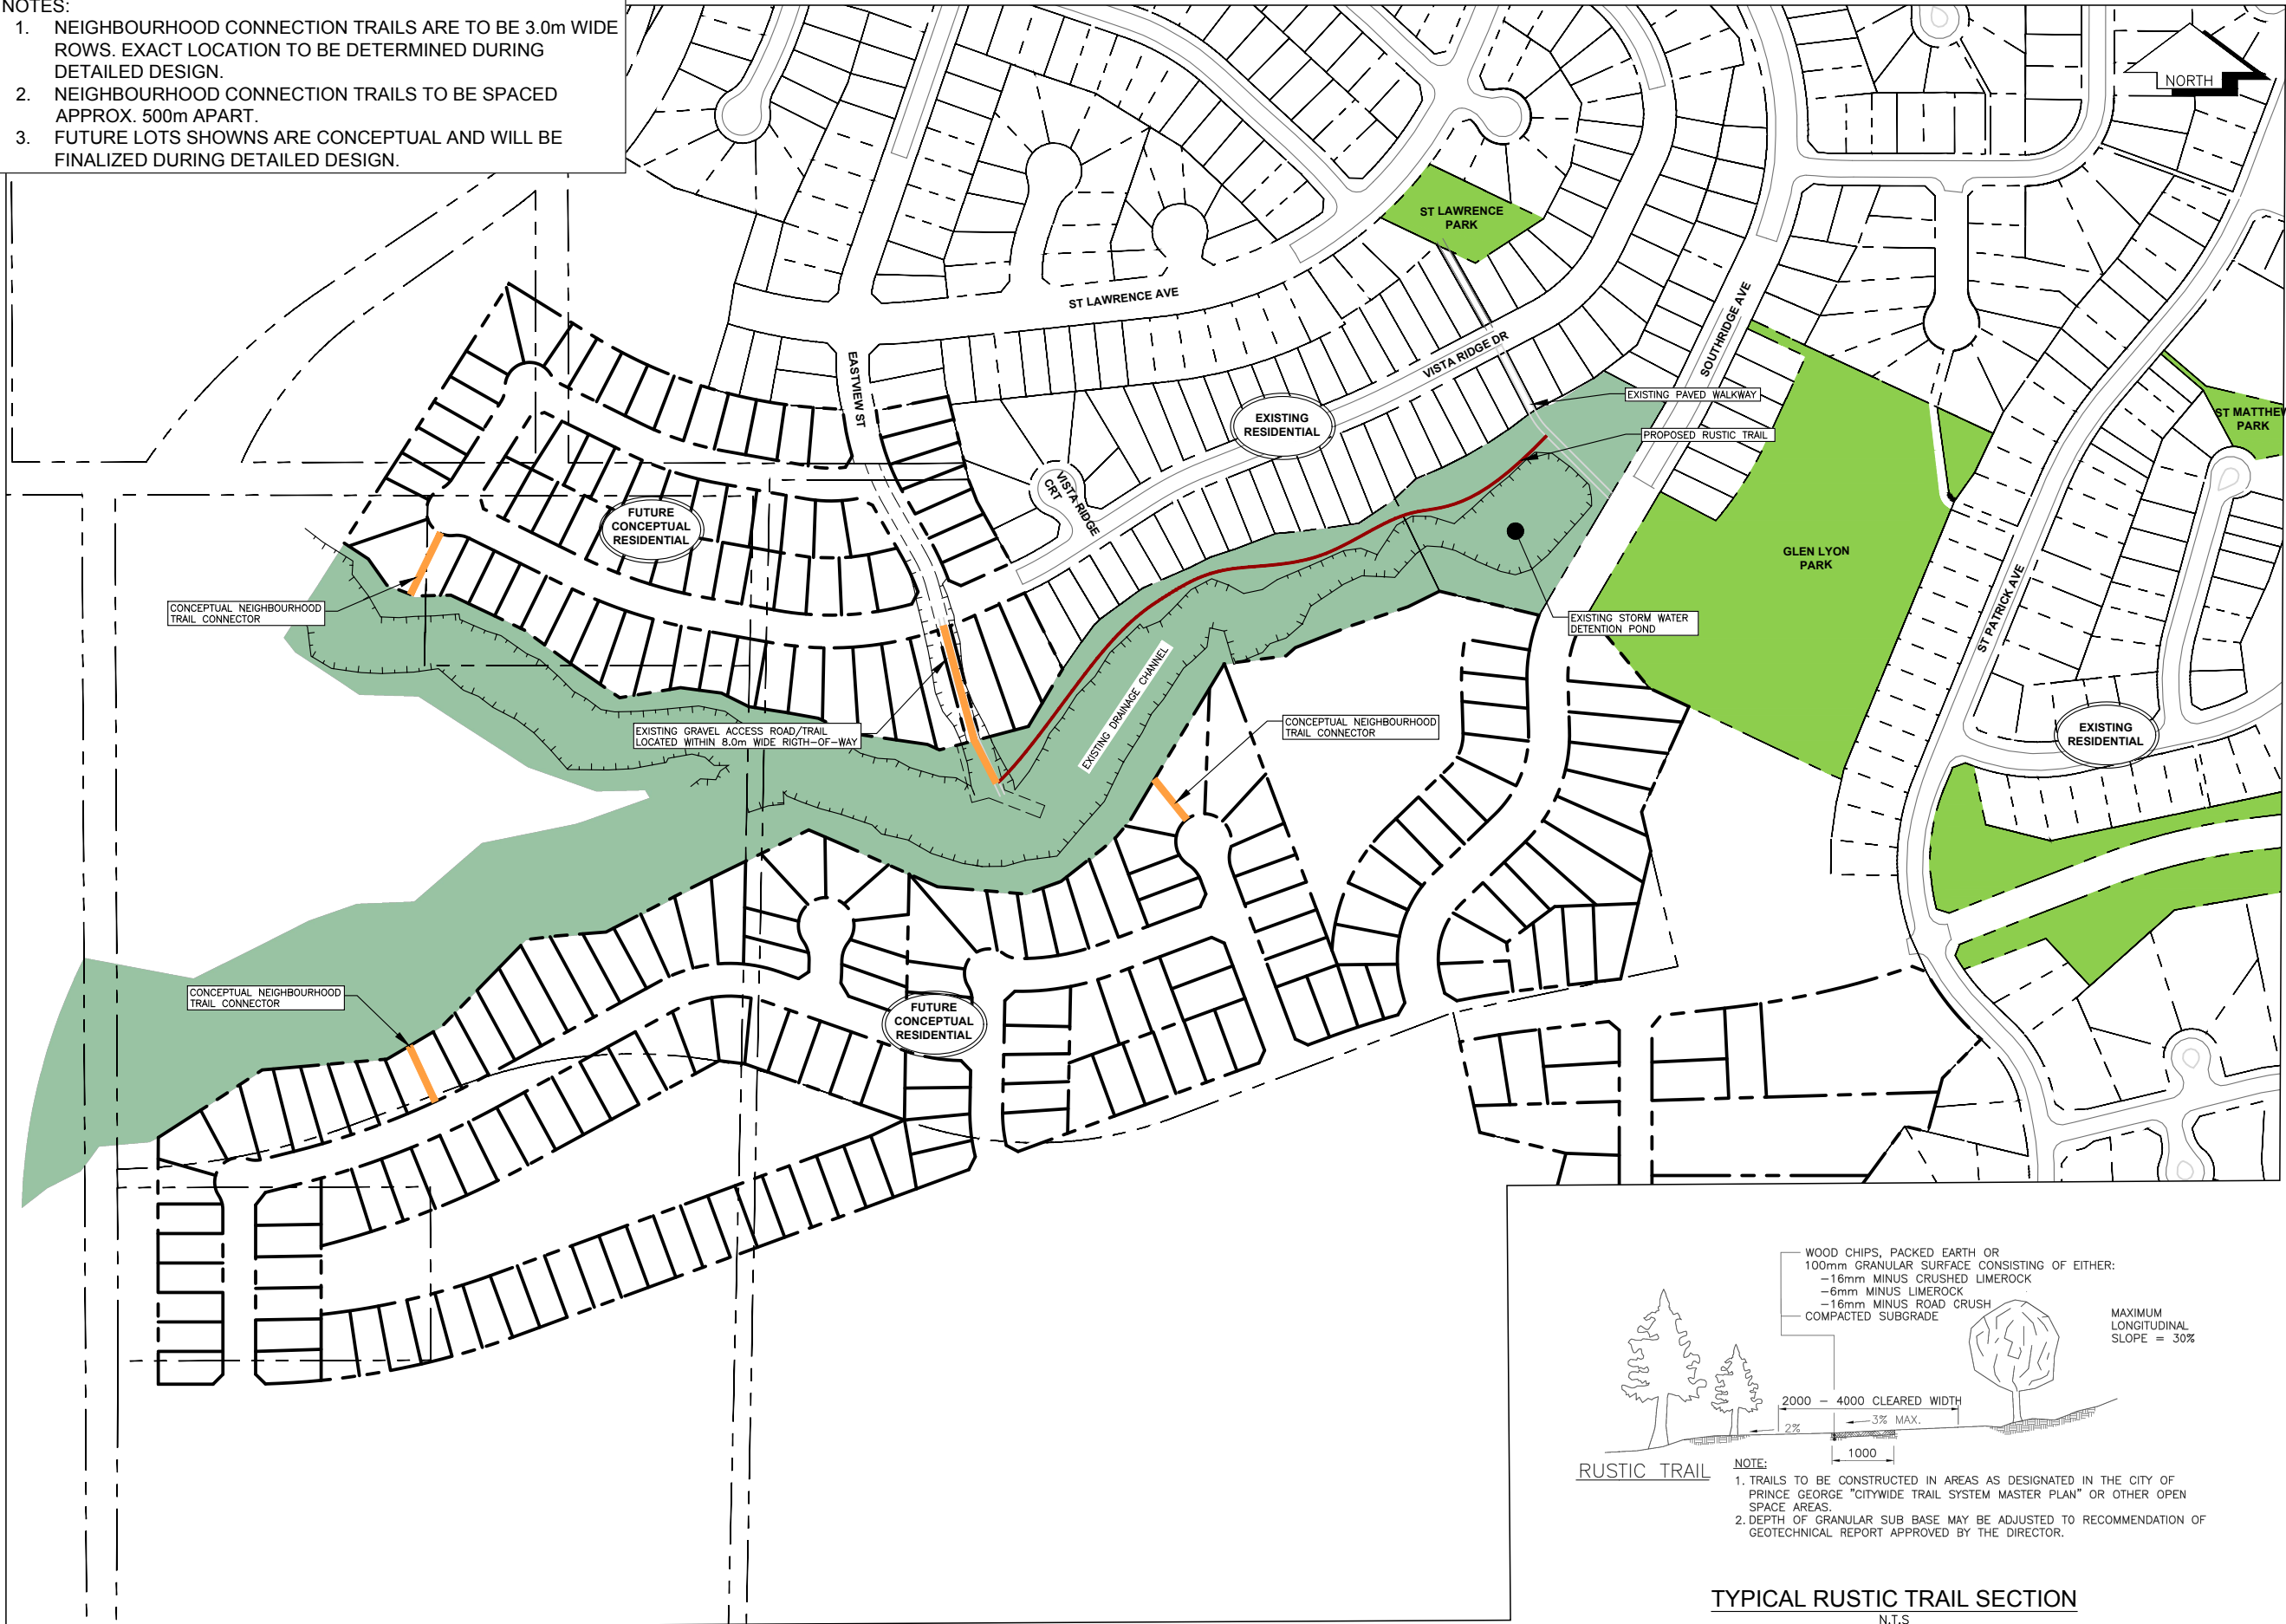 NOTES:
1. NEIGHBOURHOOD CONNECTION TRAILS ARE TO BE 3.0m WIDE
ROWS. EXACT LOCATION TO BE DETERMINED DURING
DETAILED DESIGN.
2. NEIGHBOURHOOD CONNECTION TRAILS TO BE SPACED
APPROX. 500m APART.
3. FUTURE LOTS SHOWNS ARE CONCEPTUAL AND WILL BE
FINALIZED DURING DETAILED DESIGN.
NORTH
ST LAWRENCE
PARK
ST LAWRENCE AVE
SOUTHRIDGE AVE
VISTA RIDGE DR
EASTVIEW ST
EXISTING PAVED WALKWAY
ST MATTHEW
PARK
EXISTING
RESIDENTIAL
PROPOSED RUSTIC TRAIL
VISTA RIDGE
CRT
FUTURE
CONCEPTUAL
RESIDENTIAL
GLEN LYON
PARK
ST PATRICK AVE
CONCEPTUAL NEIGHBOURHOOD
TRAIL CONNECTOR
EXISTING STORM WATER
DETENTION POND
EXISTING DRAINAGE CHANNEL
EXISTING GRAVEL ACCESS ROAD/TRAIL
LOCATED WITHIN 8.0m WIDE RIGTH-OF-WAY
CONCEPTUAL NEIGHBOURHOOD
TRAIL CONNECTOR
EXISTING
RESIDENTIAL
CONCEPTUAL NEIGHBOURHOOD
TRAIL CONNECTOR
FUTURE
CONCEPTUAL
RESIDENTIAL
WOOD CHIPS, PACKED EARTH OR
100mm GRANULAR SURFACE CONSISTING OF EITHER:
-16mm MINUS CRUSHED LIMEROCK
-6mm MINUS LIMEROCK
-16mm MINUS ROAD CRUSH
COMPACTED SUBGRADE
MAXIMUM
LONGITUDINAL
SLOPE = 30%
2000 - 4000 CLEARED WIDTH
3% MAX.
2%
1000
RUSTIC TRAIL
NOTE:
1. TRAILS TO BE CONSTRUCTED IN AREAS AS DESIGNATED IN THE CITY OF
PRINCE GEORGE "CITYWIDE TRAIL SYSTEM MASTER PLAN" OR OTHER OPEN
SPACE AREAS.
2. DEPTH OF GRANULAR SUB BASE MAY BE ADJUSTED TO RECOMMENDATION OF
GEOTECHNICAL REPORT APPROVED BY THE DIRECTOR.
TYPICAL RUSTIC TRAIL SECTION
N.T.S